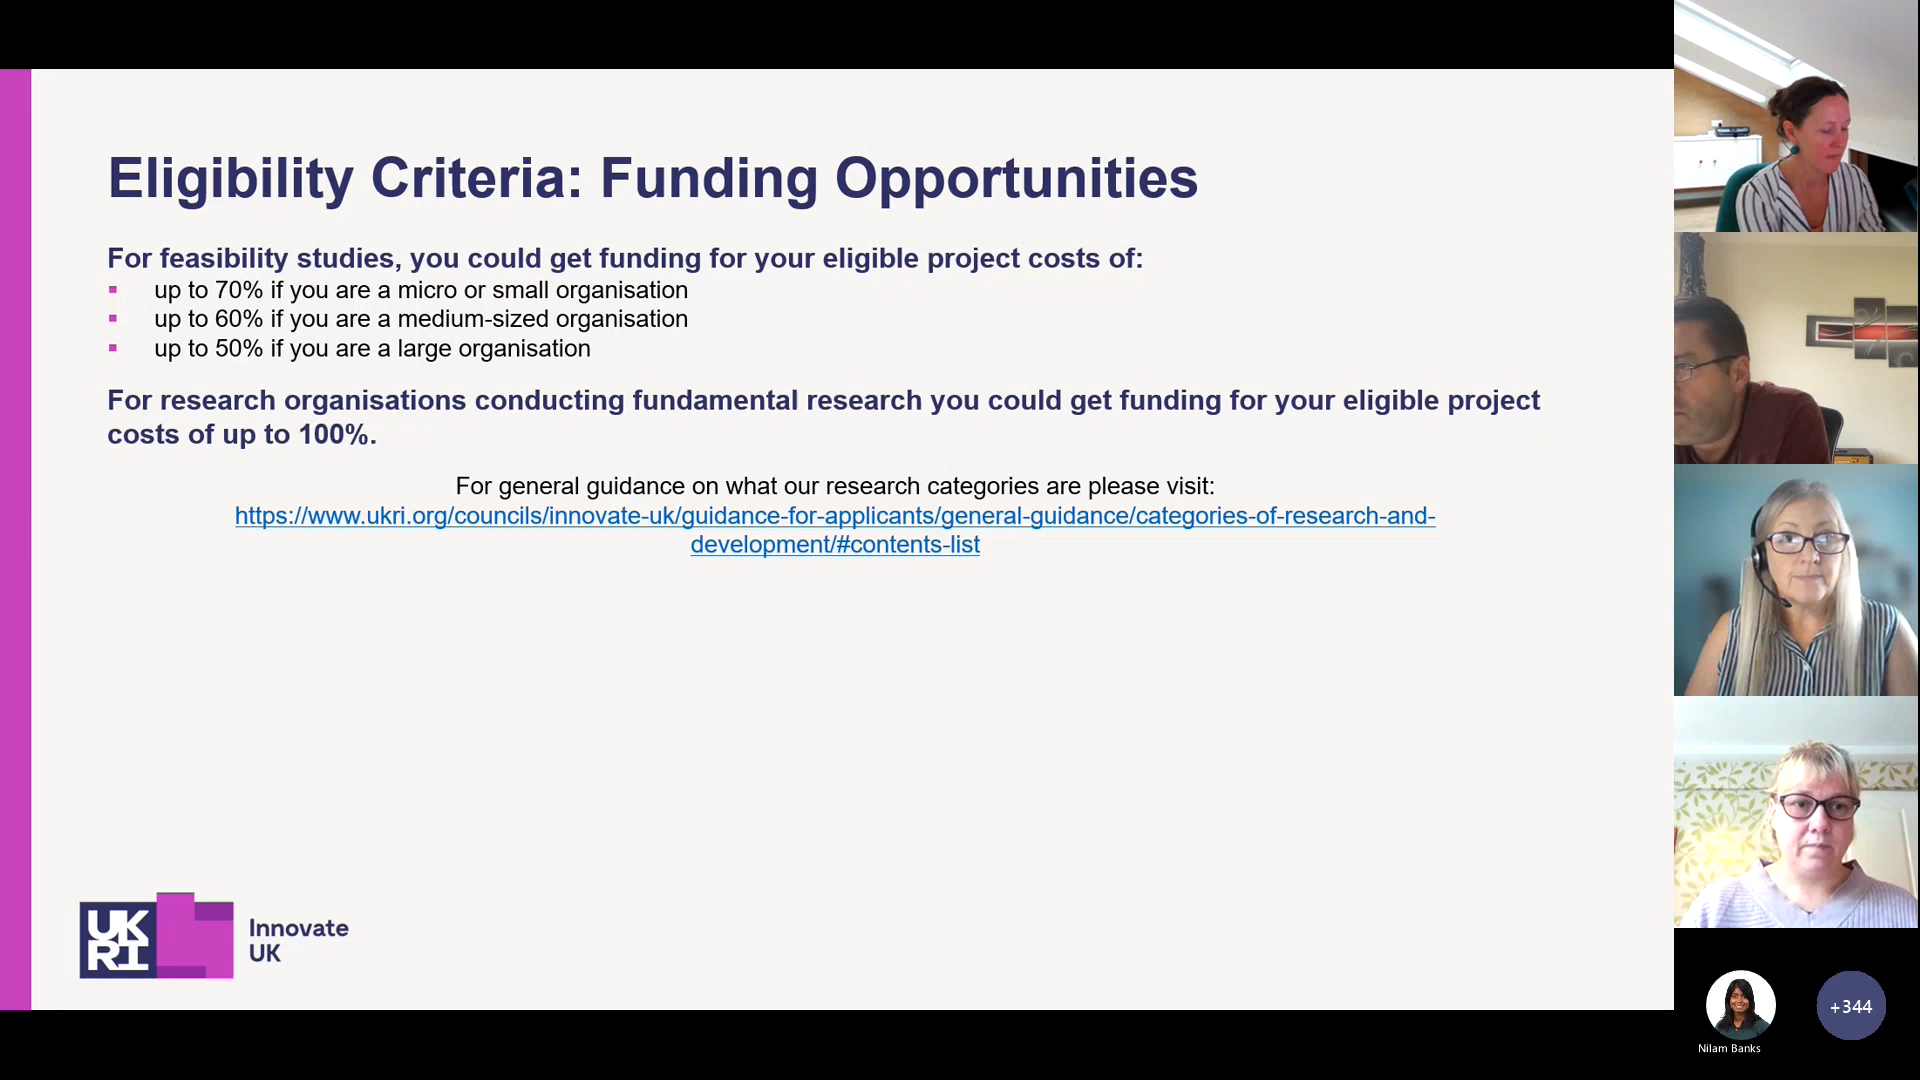 Eligibility Criteria: Funding Opportunities
For feasibility studies, you could get funding for your eligible project costs of:
▪ up to 70% if you are a micro or small organisation
▪ up to 60% if you are a medium-sized organisation
▪ up to 50% if you are a large organisation
For research organisations conducting fundamental research you could get funding for your eligible project
costs of up to 100%.
For general guidance on what our research categories are please visit:
https://www.ukri.org/councils/innovate-uk/guidance-for-applicants/general-guidance/categories-of-research-and-
development/#contents-list
UK
RI
Innovate
UK
+344
Nilam Banks